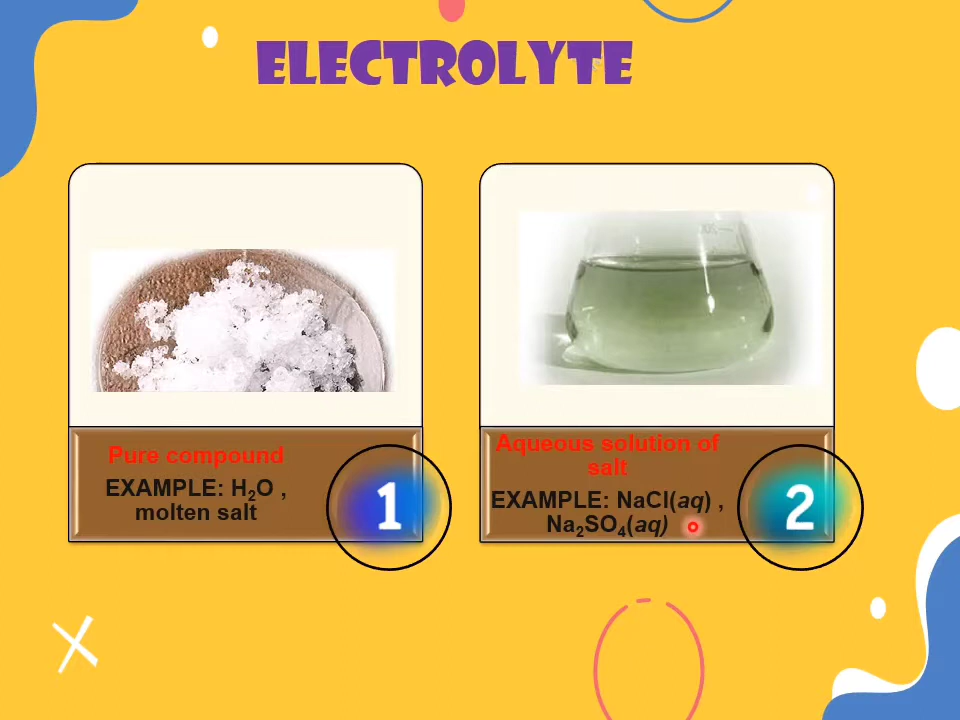 ELECTROLYTE
Pure compound
EXAMPLE: H₂O ,
molten salt
1
Aqueous solution of
salt
EXAMPLE: NaCl(aq) ,
Na₂SO₄(aq)
2